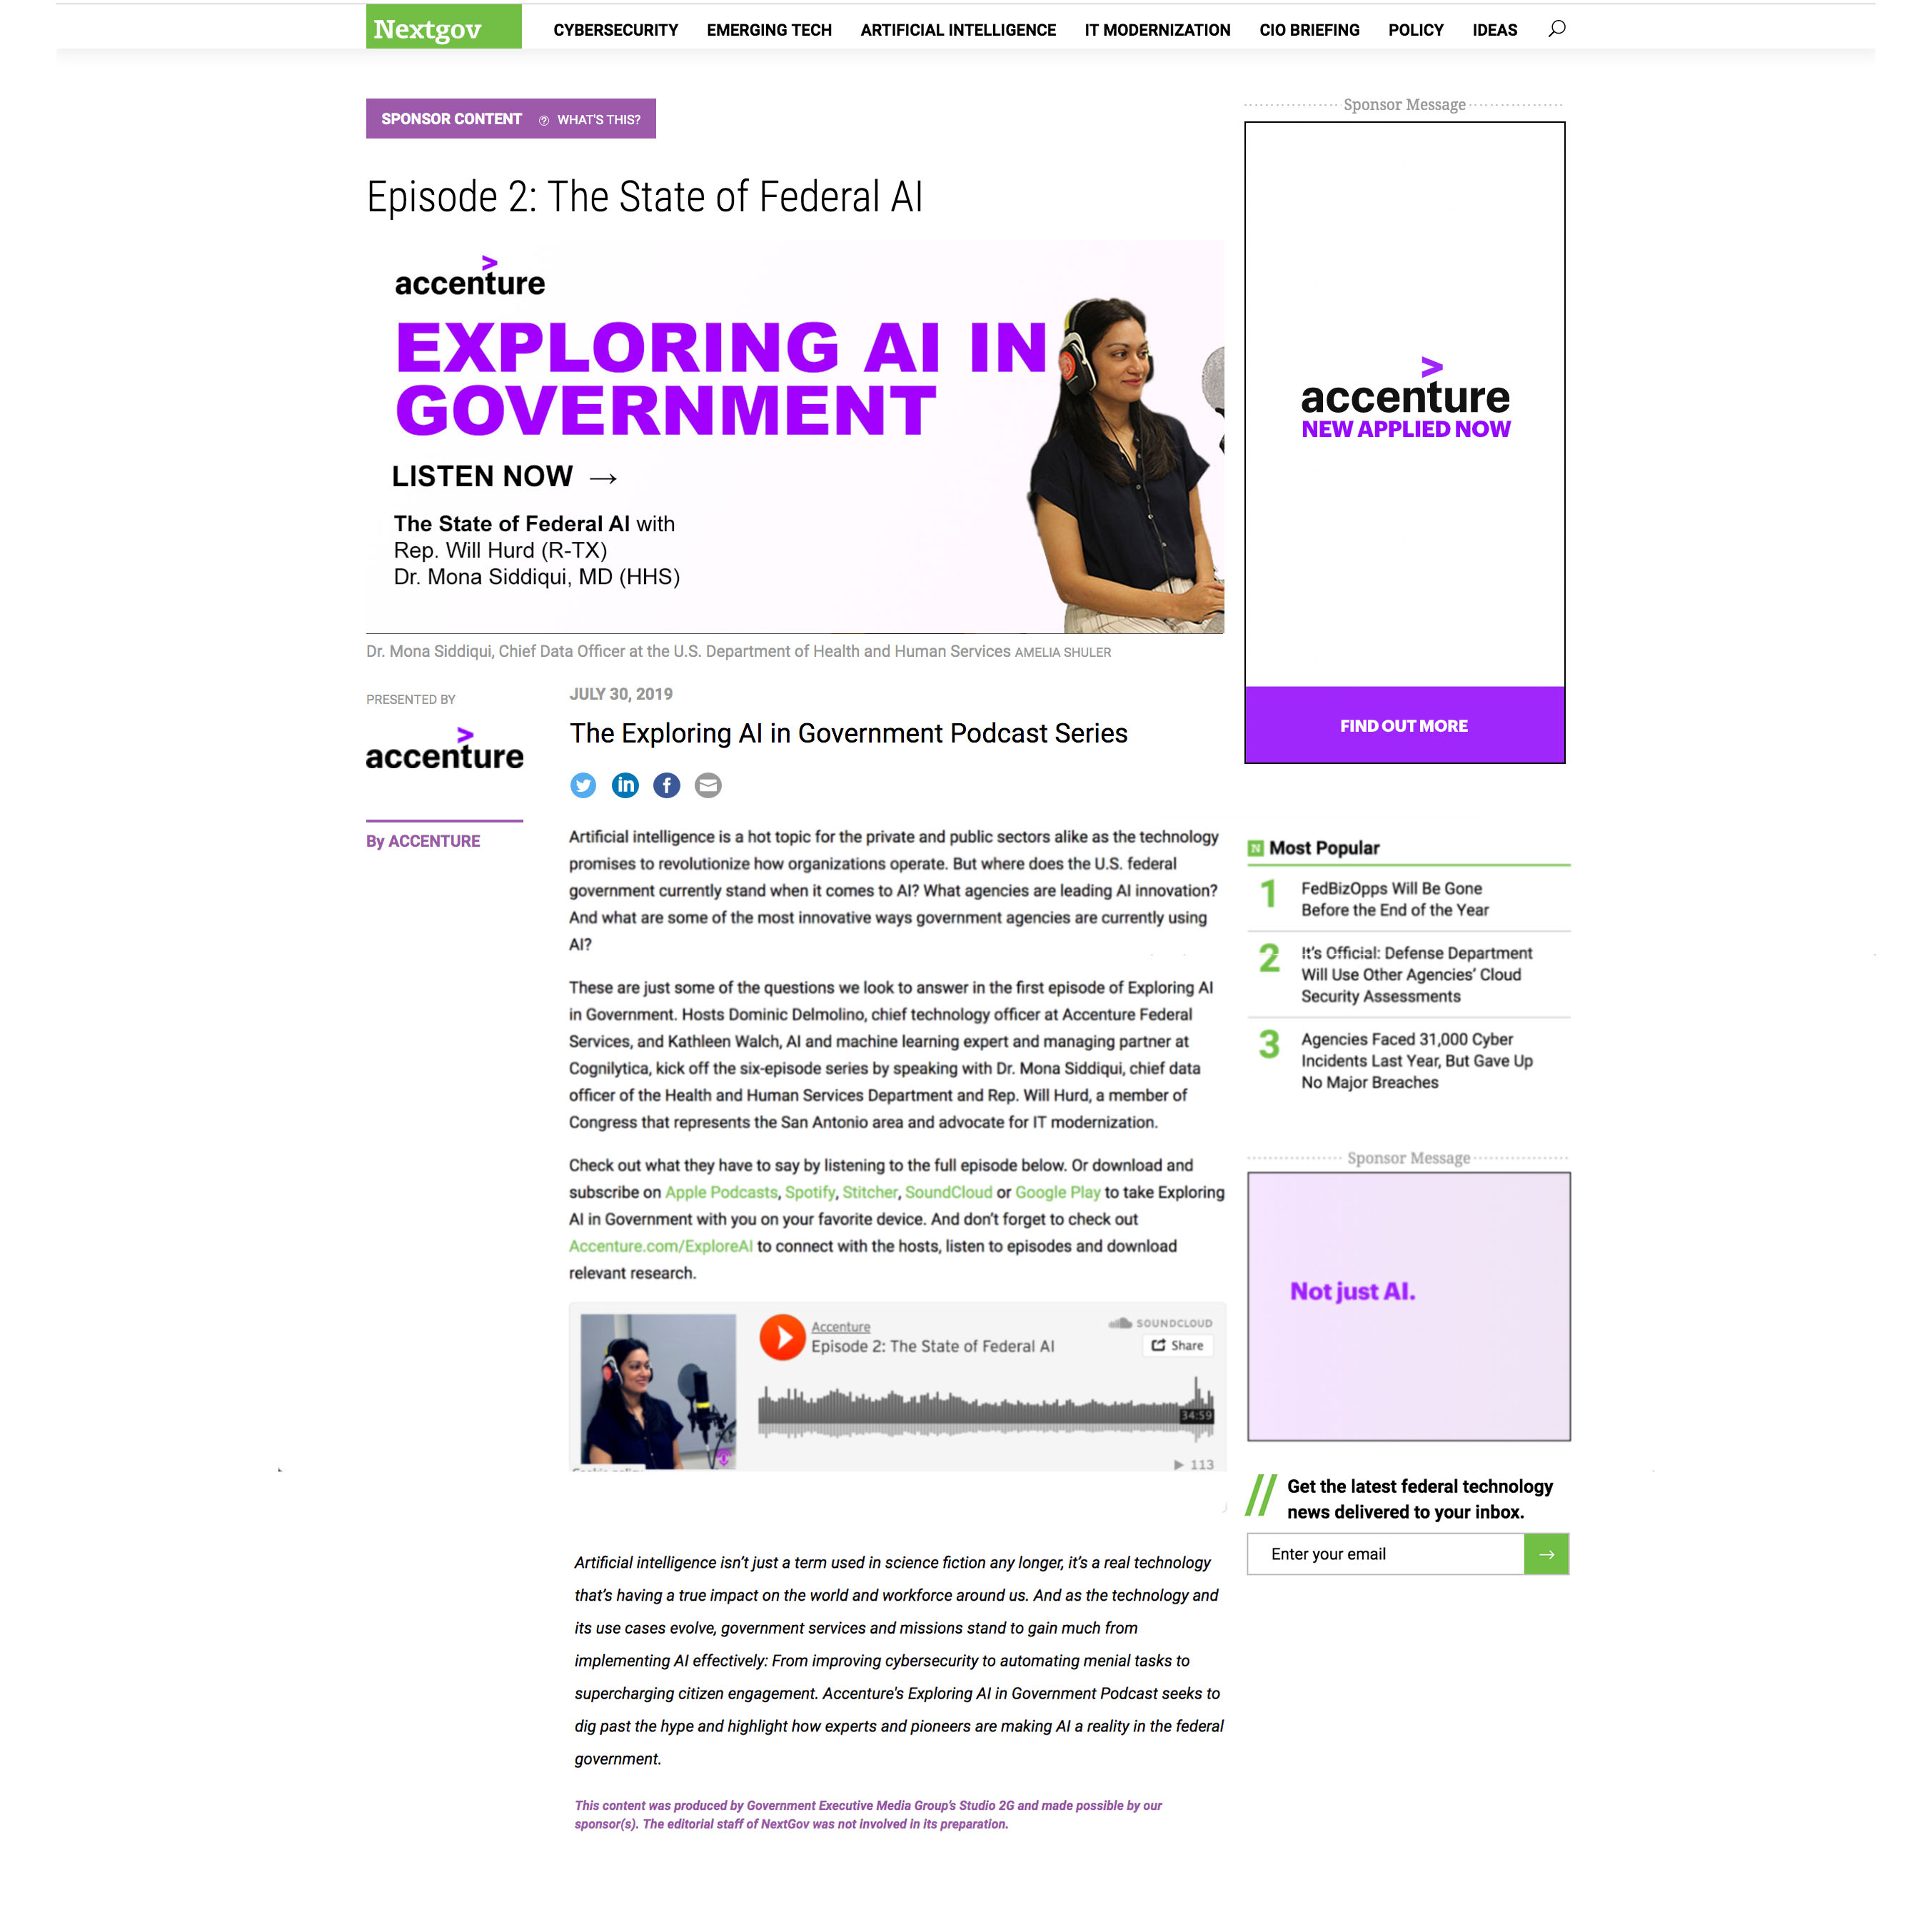 Nextgov
CYBERSECURITY EMERGING TECH ARTIFICIAL INTELLIGENCE IT MODERNIZATION CIO BRIEFING POLICY IDEAS
SPONSOR CONTENT ? WHAT'S THIS?
Episode 2: The State of Federal AI
accenture
EXPLORING AI IN
GOVERNMENT
LISTEN NOW →
The State of Federal AI with
Rep. Will Hurd (R-TX)
Dr. Mona Siddiqui, MD (HHS)
Dr. Mona Siddiqui, Chief Data Officer at the U.S. Department of Health and Human Services AMELIA SHULER
PRESENTED BY
accenture
By ACCENTURE
JULY 30, 2019
The Exploring AI in Government Podcast Series
Artificial intelligence is a hot topic for the private and public sectors alike as the technology
promises to revolutionize how organizations operate. But where does the U.S. federal
government currently stand when it comes to AI? What agencies are leading AI innovation?
And what are some of the most innovative ways government agencies are currently using
AI?
These are just some of the questions we look to answer in the first episode of Exploring AI
in Government. Hosts Dominic Delmolino, chief technology officer at Accenture Federal
Services, and Kathleen Walch, AI and machine learning expert and managing partner at
Cognilytica, kick off the six-episode series by speaking with Dr. Mona Siddiqui, chief data
officer of the Health and Human Services Department and Rep. Will Hurd, a member of
Congress that represents the San Antonio area and advocate for IT modernization.
Check out what they have to say by listening to the full episode below. Or download and
subscribe on Apple Podcasts, Spotify, Stitcher, SoundCloud or Google Play to take Exploring
AI in Government with you on your favorite device. And don't forget to check out
Accenture.com/ExploreAI to connect with the hosts, listen to episodes and download
relevant research.
Accenture
Episode 2: The State of Federal AI
SOUNDCLOUD
Share
34:59
113
Artificial intelligence isn't just a term used in science fiction any longer, it's a real technology
that's having a true impact on the world and workforce around us. And as the technology and
its use cases evolve, government services and missions stand to gain much from
implementing AI effectively: From improving cybersecurity to automating menial tasks to
supercharging citizen engagement. Accenture's Exploring AI in Government Podcast seeks to
dig past the hype and highlight how experts and pioneers are making AI a reality in the federal
government.
This content was produced by Government Executive Media Group's Studio 2G and made possible by our
sponsor(s). The editorial staff of NextGov was not involved in its preparation.
Sponsor Message
accenture
NEW APPLIED NOW
FIND OUT MORE
N Most Popular
1 FedBizOpps Will Be Gone
Before the End of the Year
2 It's Official: Defense Department
Will Use Other Agencies' Cloud
Security Assessments
3 Agencies Faced 31,000 Cyber
Incidents Last Year, But Gave Up
No Major Breaches
Sponsor Message
Not just AI.
// Get the latest federal technology
news delivered to your inbox.
Enter your email →